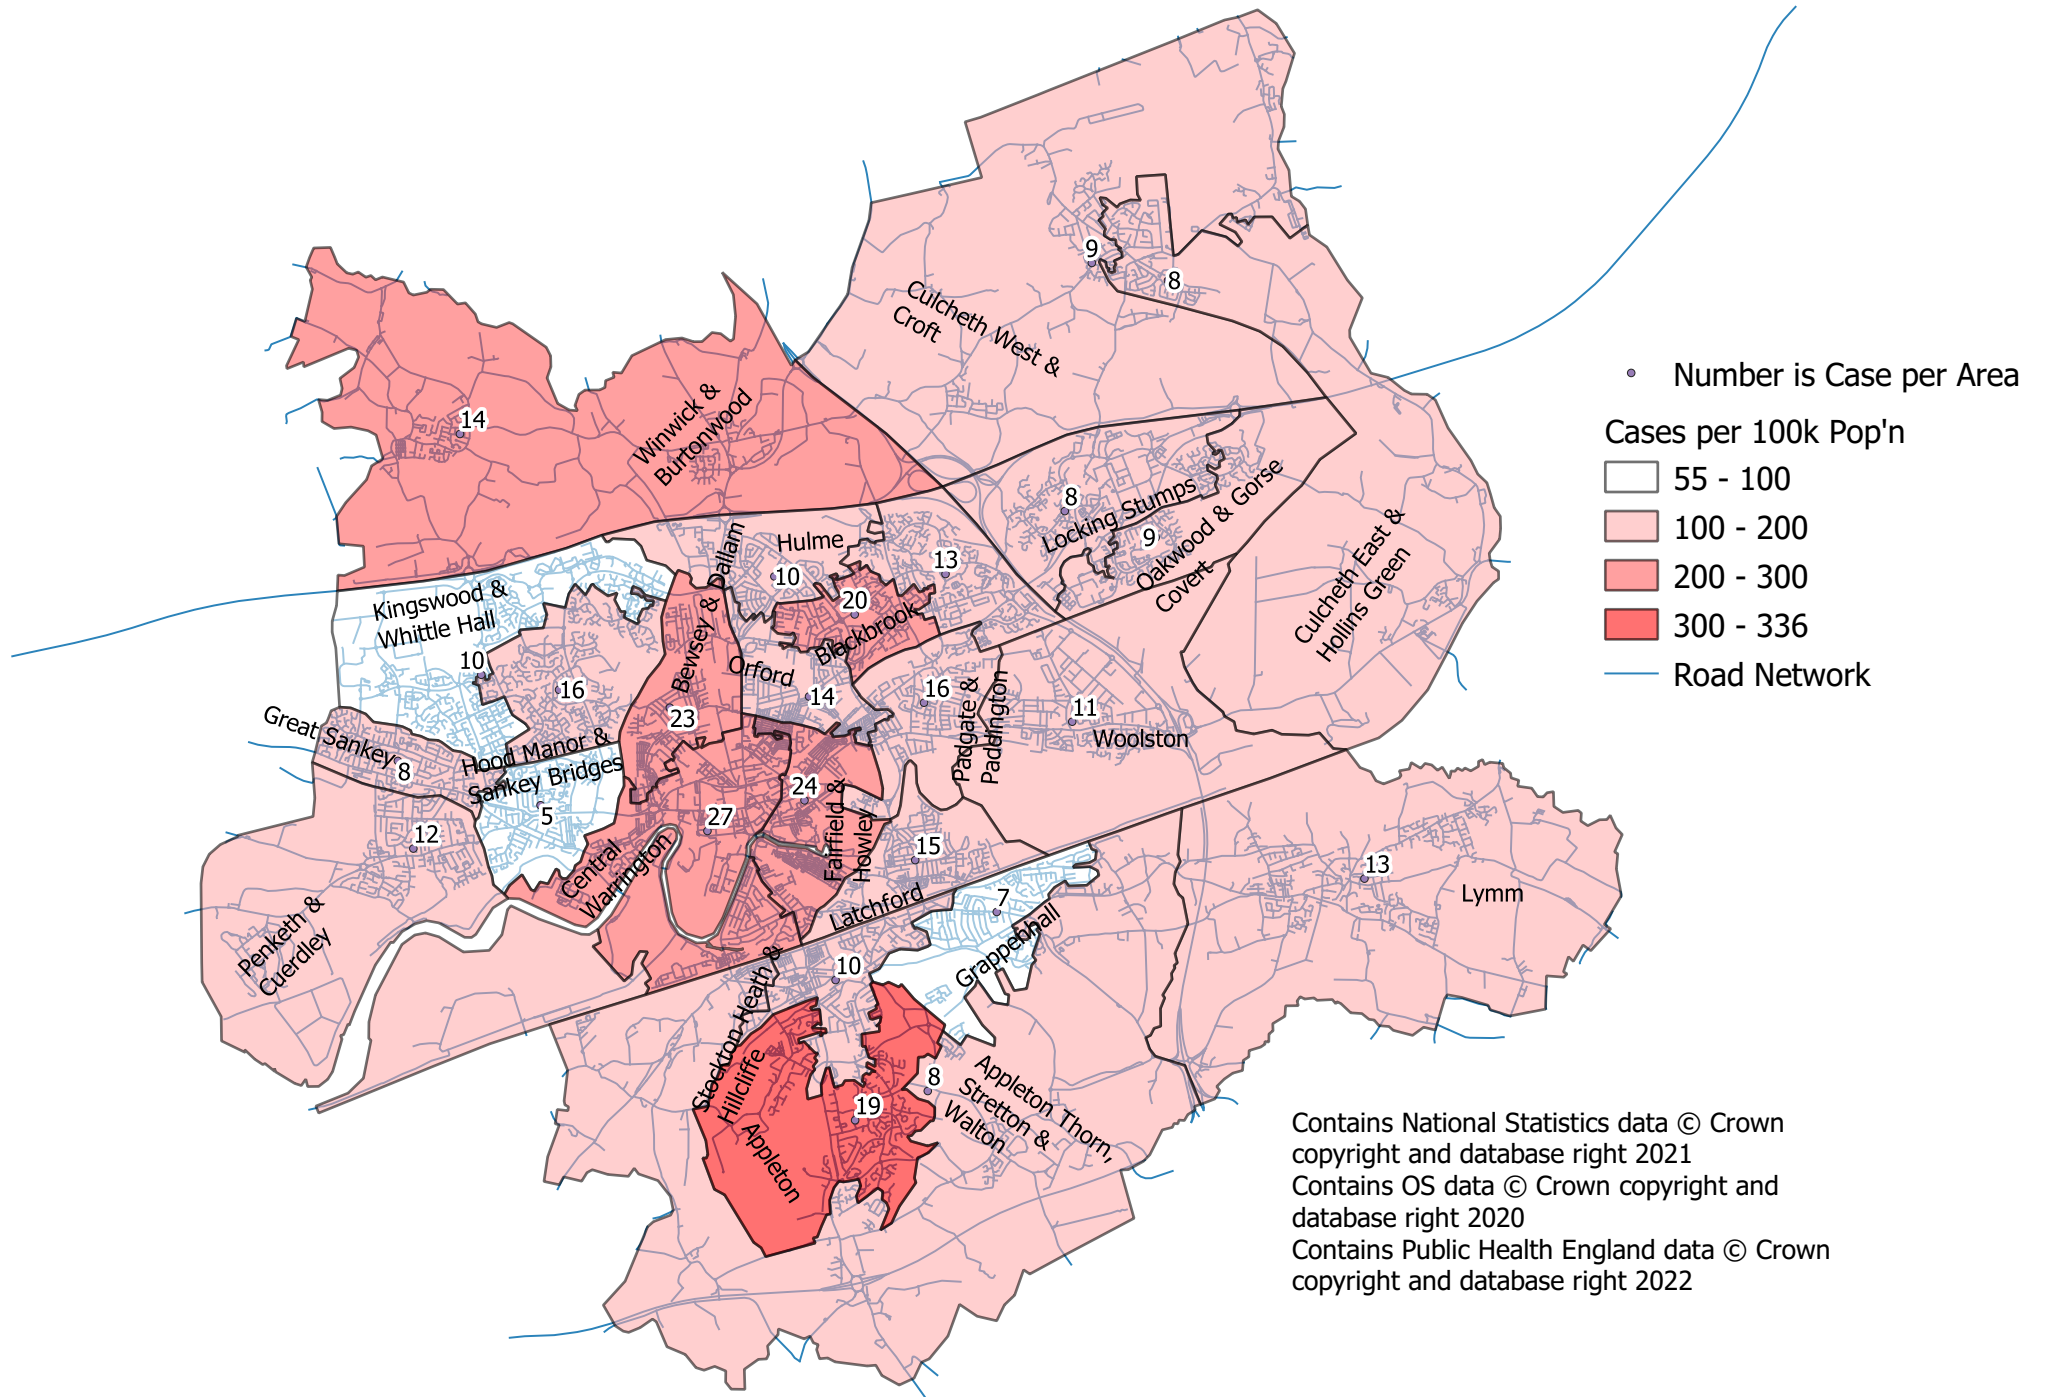 9
8
Culcheth West &
Croft
14
Winwick &
Burtonwood
Number is Case per Area
Cases per 100k Pop'n
55 - 100
100 - 200
200 - 300
300 - 336
Road Network
8
Locking Stumps
9
Oakwood & Gorse
Covert
Culcheth East &
Hollins Green
Hulme
10
13
Bewsey & Dallam
20
Blackbrook
Kingswood &
Whittle Hall
10
16
Orford
14
23
16
Padgate &
Paddington
11
Woolston
Great Sankey
8
Hood Manor &
Sankey Bridges
5
12
27
24
Fairfield &
Howley
15
Central
Warrington
Latchford
13
Lymm
Penketh &
Cuerdley
7
Grappenhall
10
Stockton Heath &
Hillcliffe
8
19
Appleton
Appleton Thorn,
Stretton &
Walton
Contains National Statistics data © Crown
copyright and database right 2021
Contains OS data © Crown copyright and
database right 2020
Contains Public Health England data © Crown
copyright and database right 2022